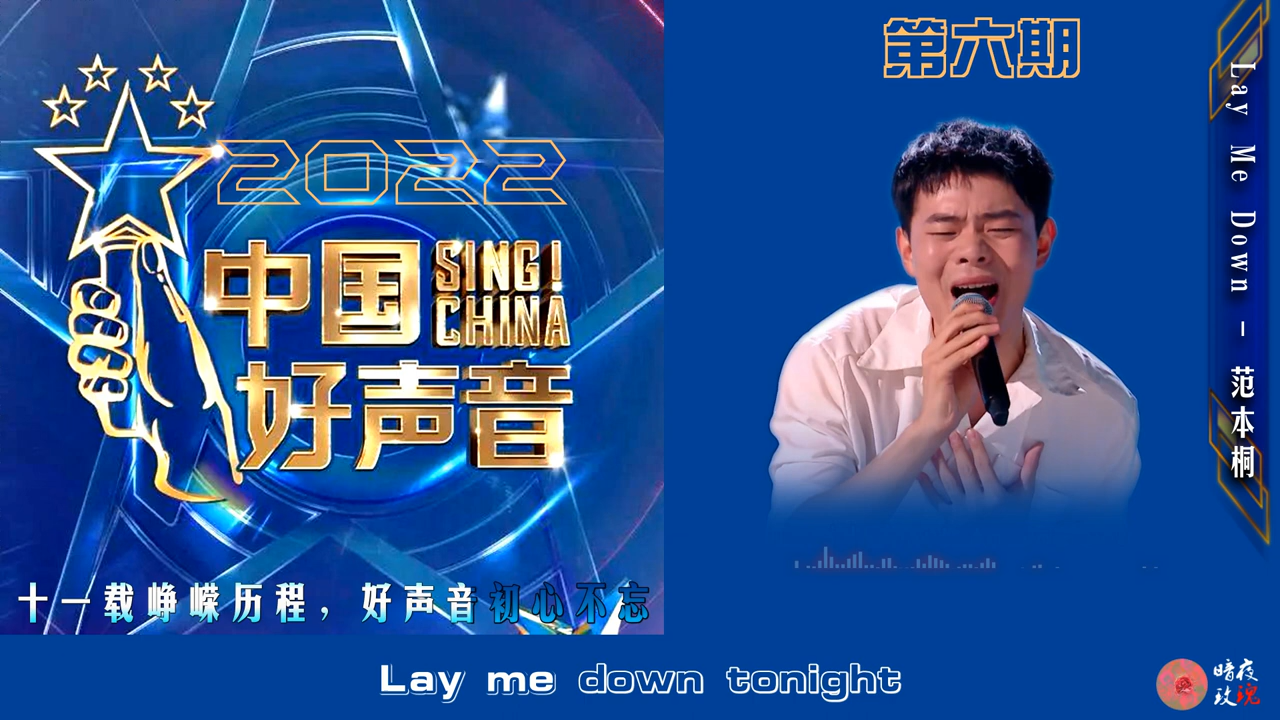 2022
中国
SING!
CHINA
好声音
十一载峥嵘历程，好声音初心不忘
第六期
Lay Me Down - 范本桐
Lay me down tonight
暗夜
玫瑰